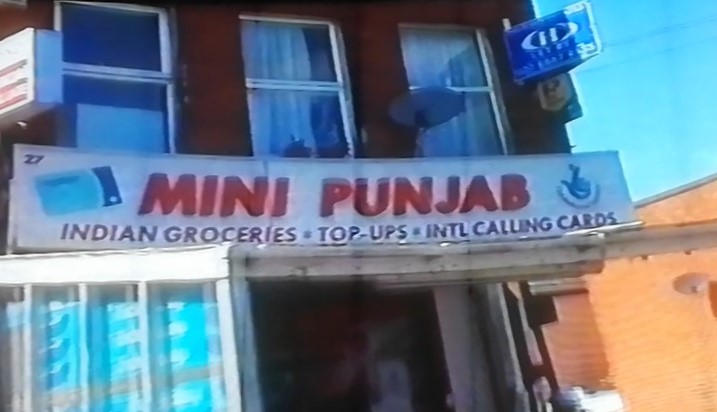 27
MINI PUNJAB
INDIAN GROCERIES * TOP-UPS * INTL CALLING CARDS